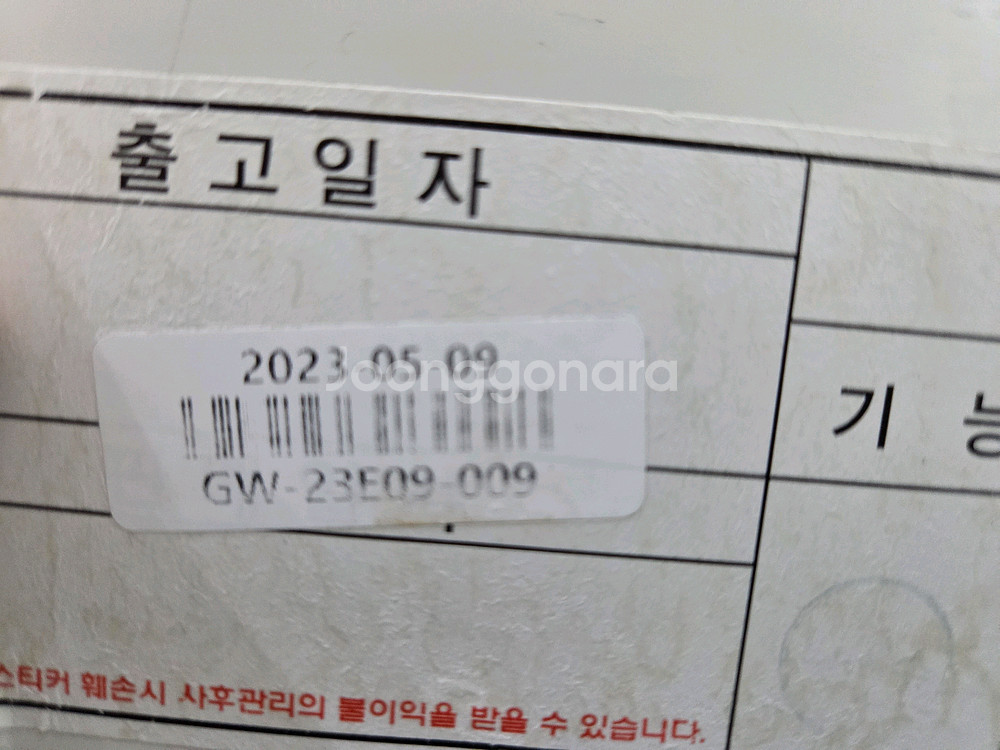 출고일자
2023.05.09
Joonggonara
GW-23E09-009
기 능
스티커 훼손시 사후관리의 불이익을 받을 수 있습니다.